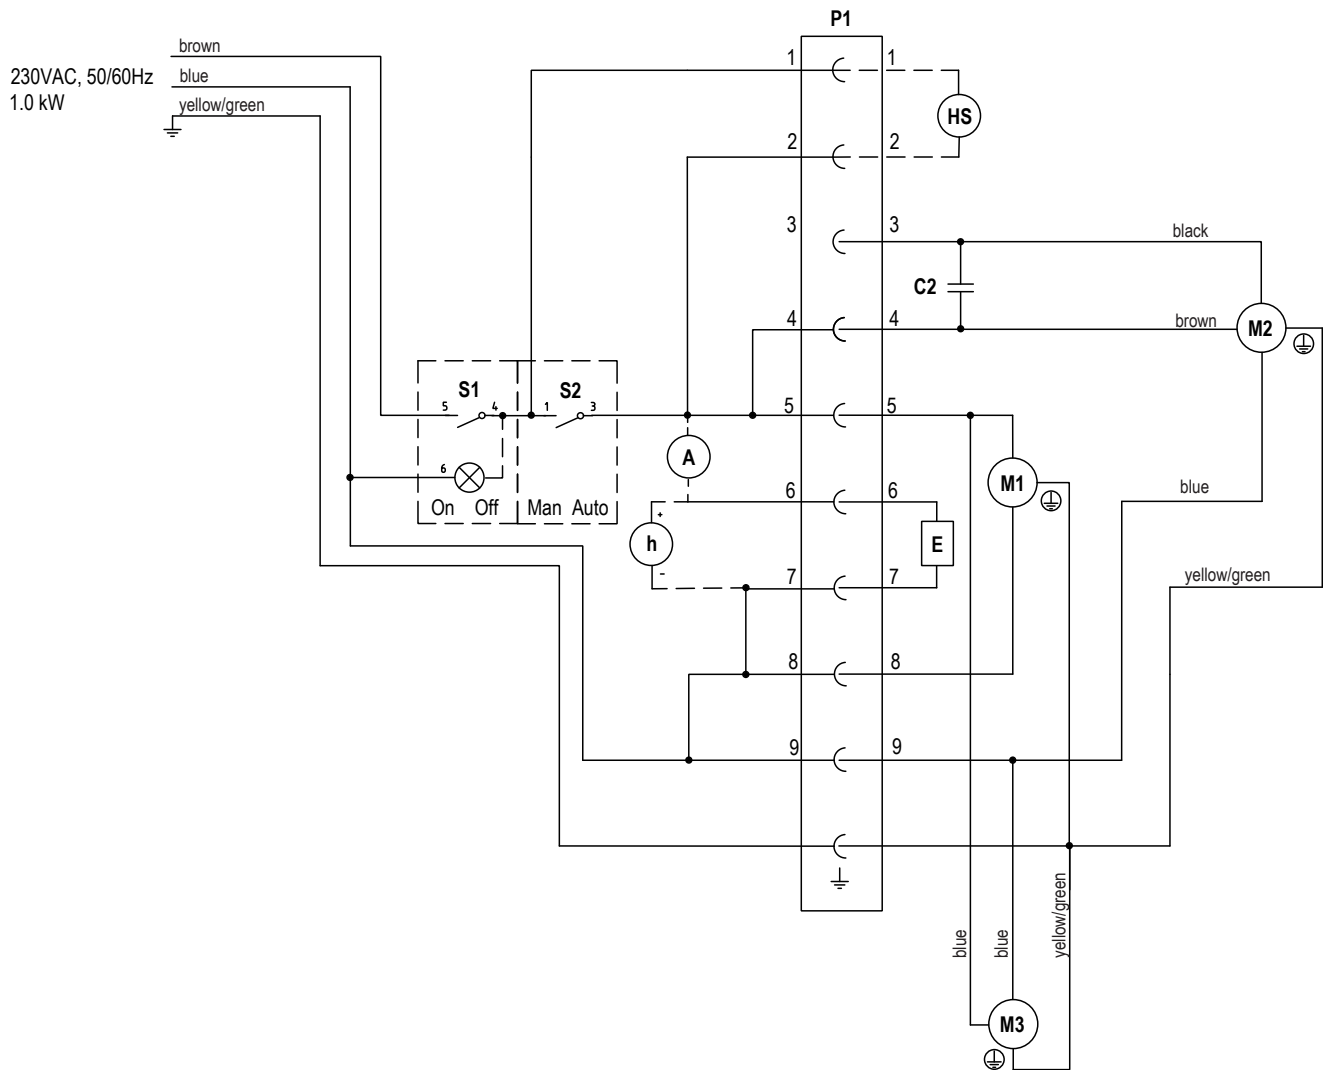 P1
brown
230VAC, 50/60Hz
blue
1.0 kW
yellow/green
1 1
HS
2 2
3 3
black
C2
4 4
brown
M2
S1 S2
5 4 1 3
5 5
A
6
M1
On Off Man Auto
6 6
blue
+
h
E
-
7 7
yellow/green
8 8
9 9
blue
blue
yellow/green
M3